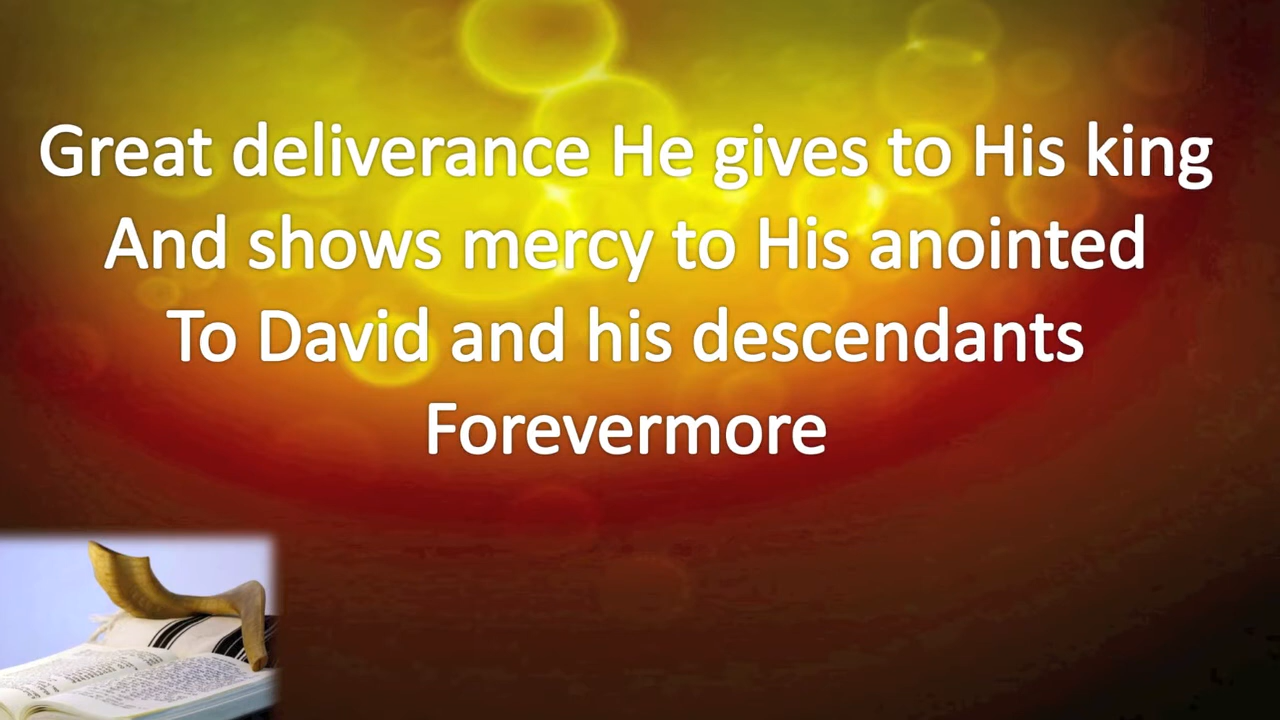 Great deliverance He gives to His king
And shows mercy to His anointed
To David and his descendants
Forevermore